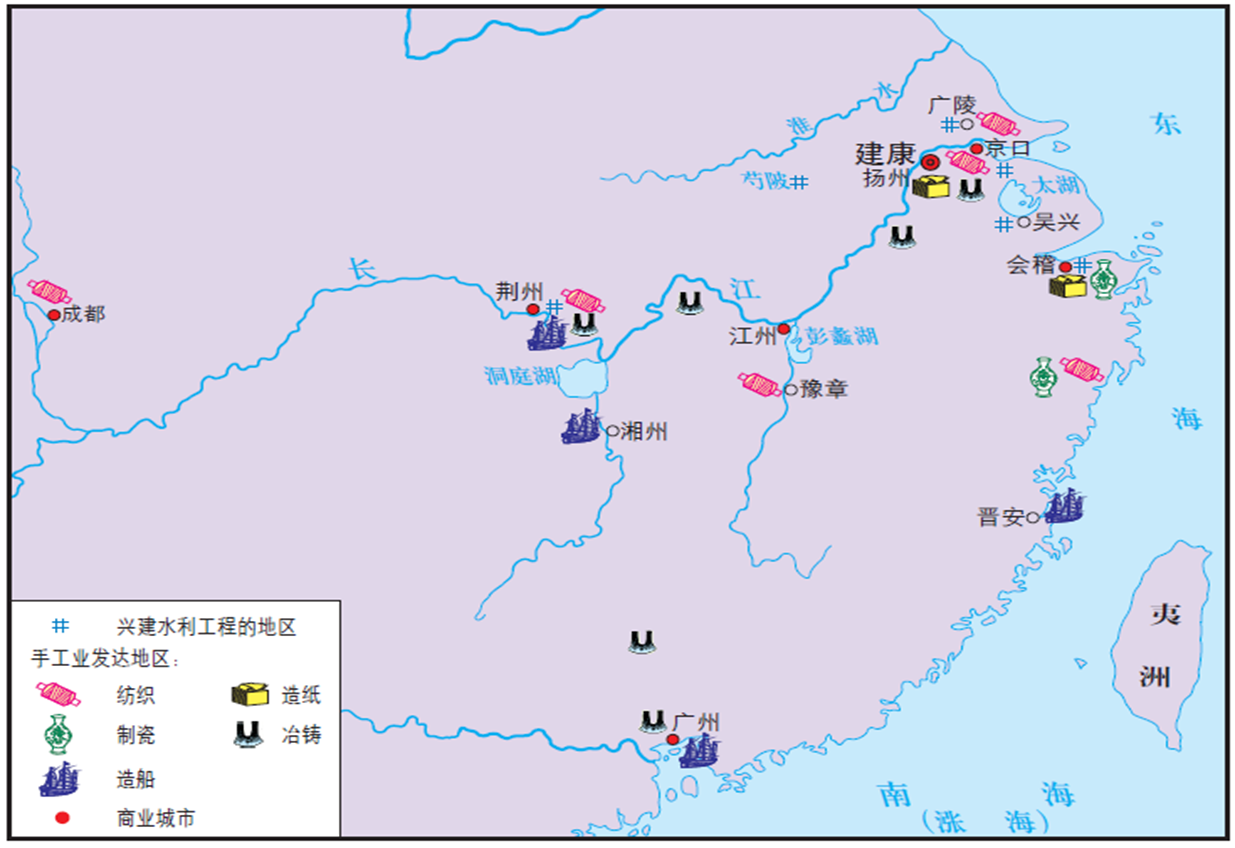 淮水
广陵
东海
建康
京口
扬州
芍陂
太湖
吴兴
会稽
长江
荆州
成都
江州
彭蠡湖
洞庭湖
豫章
湘州
晋安
夷洲
广州
南海
（涨海）
兴建水利工程的地区
手工业发达地区：
纺织
造纸
制瓷
冶铸
造船
商业城市